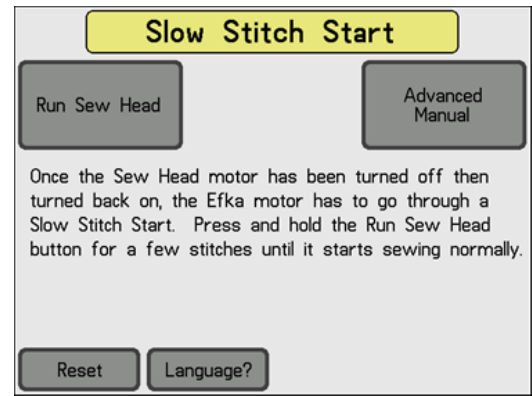 Slow Stitch Start
Run Sew Head
Advanced
Manual
Once the Sew Head motor has been turned off then
turned back on, the Efka motor has to go through a
Slow Stitch Start.  Press and hold the Run Sew Head
button for a few stitches until it starts sewing normally.
Reset
Language?